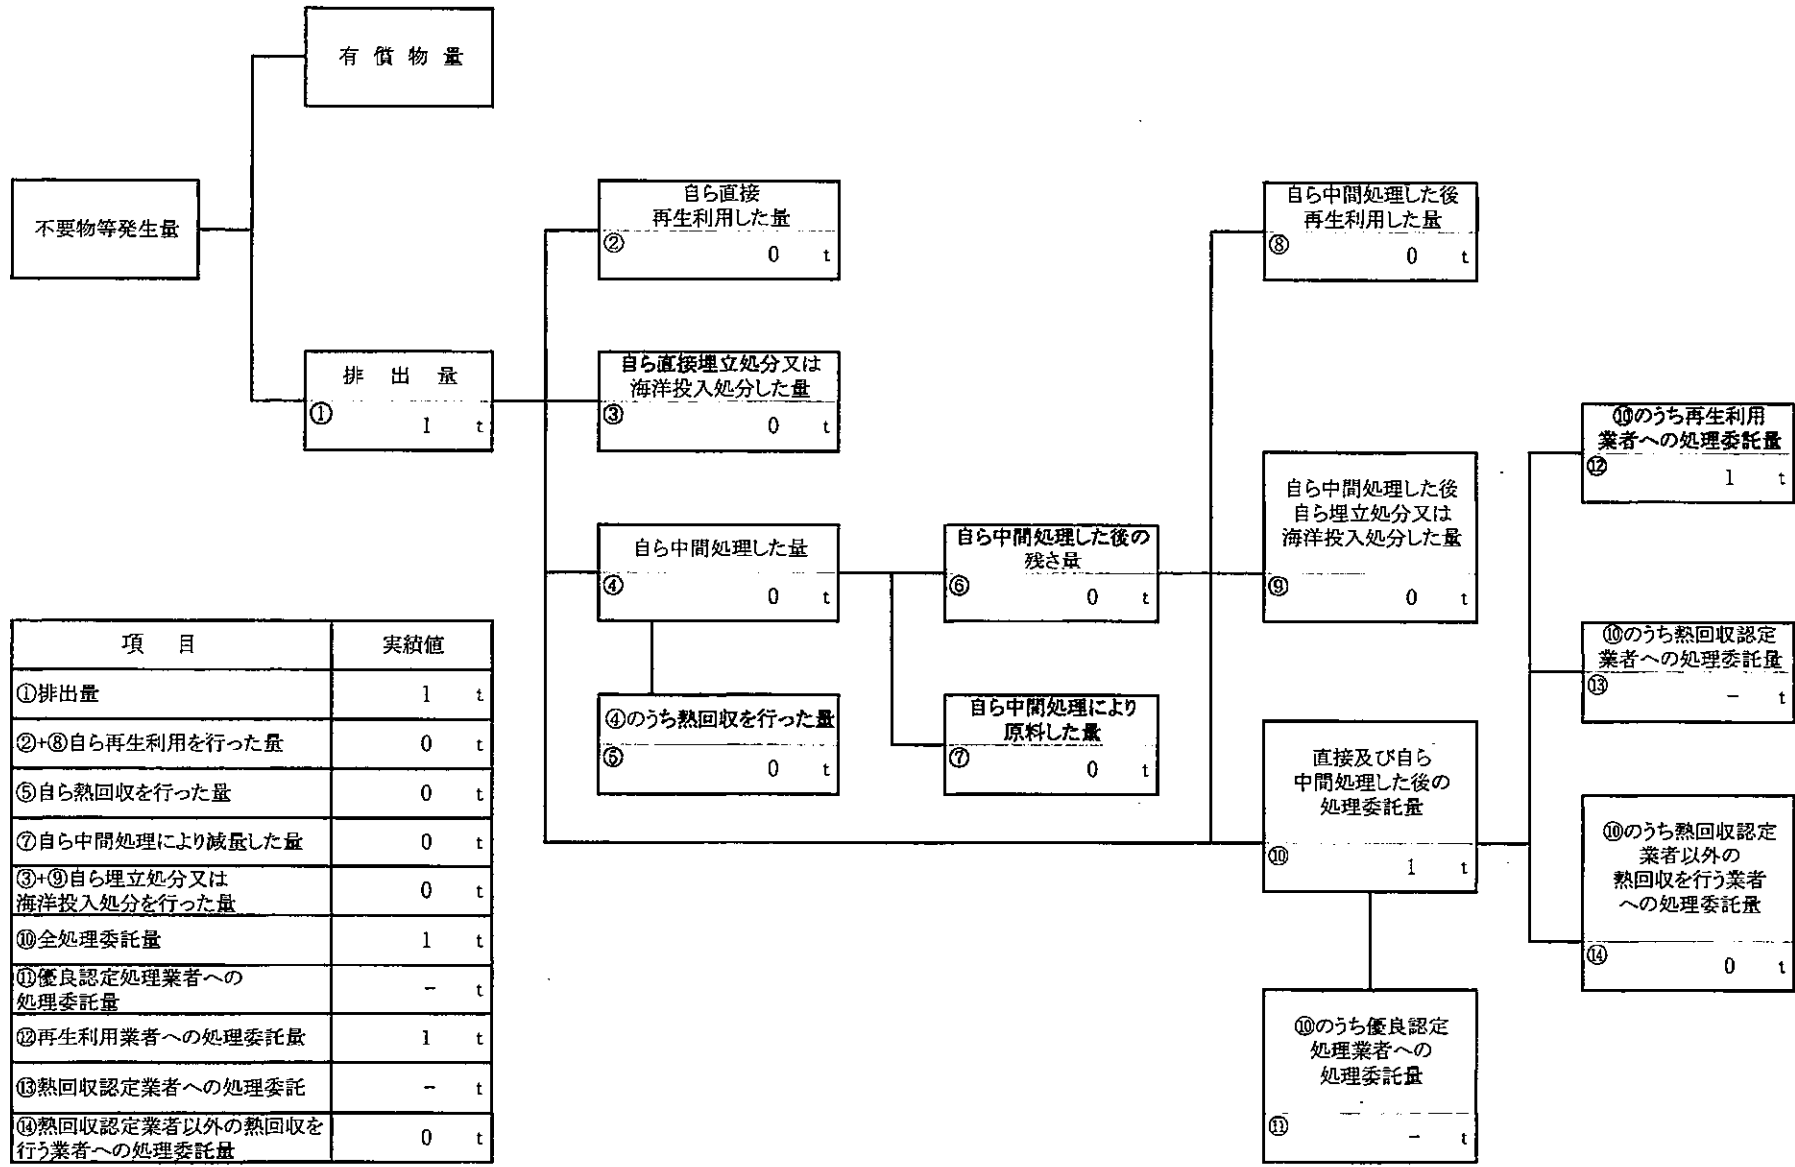 有 償 物 量
不要物等発生量
排 出 量
① 1 t
自ら直接
再生利用した量
② 0 t
自ら直接埋立処分又は
海洋投入処分した量
③ 0 t
自ら中間処理した量
④ 0 t
④のうち熱回収を行った量
⑤ 0 t
自ら中間処理した後の
残さ量
⑥ 0 t
自ら中間処理により
原料した量
⑦ 0 t
自ら中間処理した後
再生利用した量
⑧ 0 t
自ら中間処理した後
自ら埋立処分又は
海洋投入処分した量
⑨ 0 t
直接及び自ら
中間処理した後の
処理委託量
⑩ 1 t
⑩のうち優良認定
処理業者への
処理委託量
⑪ － t
⑩のうち再生利用
業者への処理委託量
⑫ 1 t
⑩のうち熱回収認定
業者への処理委託量
⑬ － t
⑩のうち熱回収認定
業者以外の
熱回収を行う業者
への処理委託量
⑭ 0 t
項 目 実績値
①排出量 1 t
②+⑧自ら再生利用を行った量 0 t
⑤自ら熱回収を行った量 0 t
⑦自ら中間処理により減量した量 0 t
③+⑨自ら埋立処分又は
海洋投入処分を行った量 0 t
⑩全処理委託量 1 t
⑪優良認定処理業者への
処理委託量 － t
⑫再生利用業者への処理委託量 1 t
⑬熱回収認定業者への処理委託 － t
⑭熱回収認定業者以外の熱回収を
行う業者への処理委託量 0 t